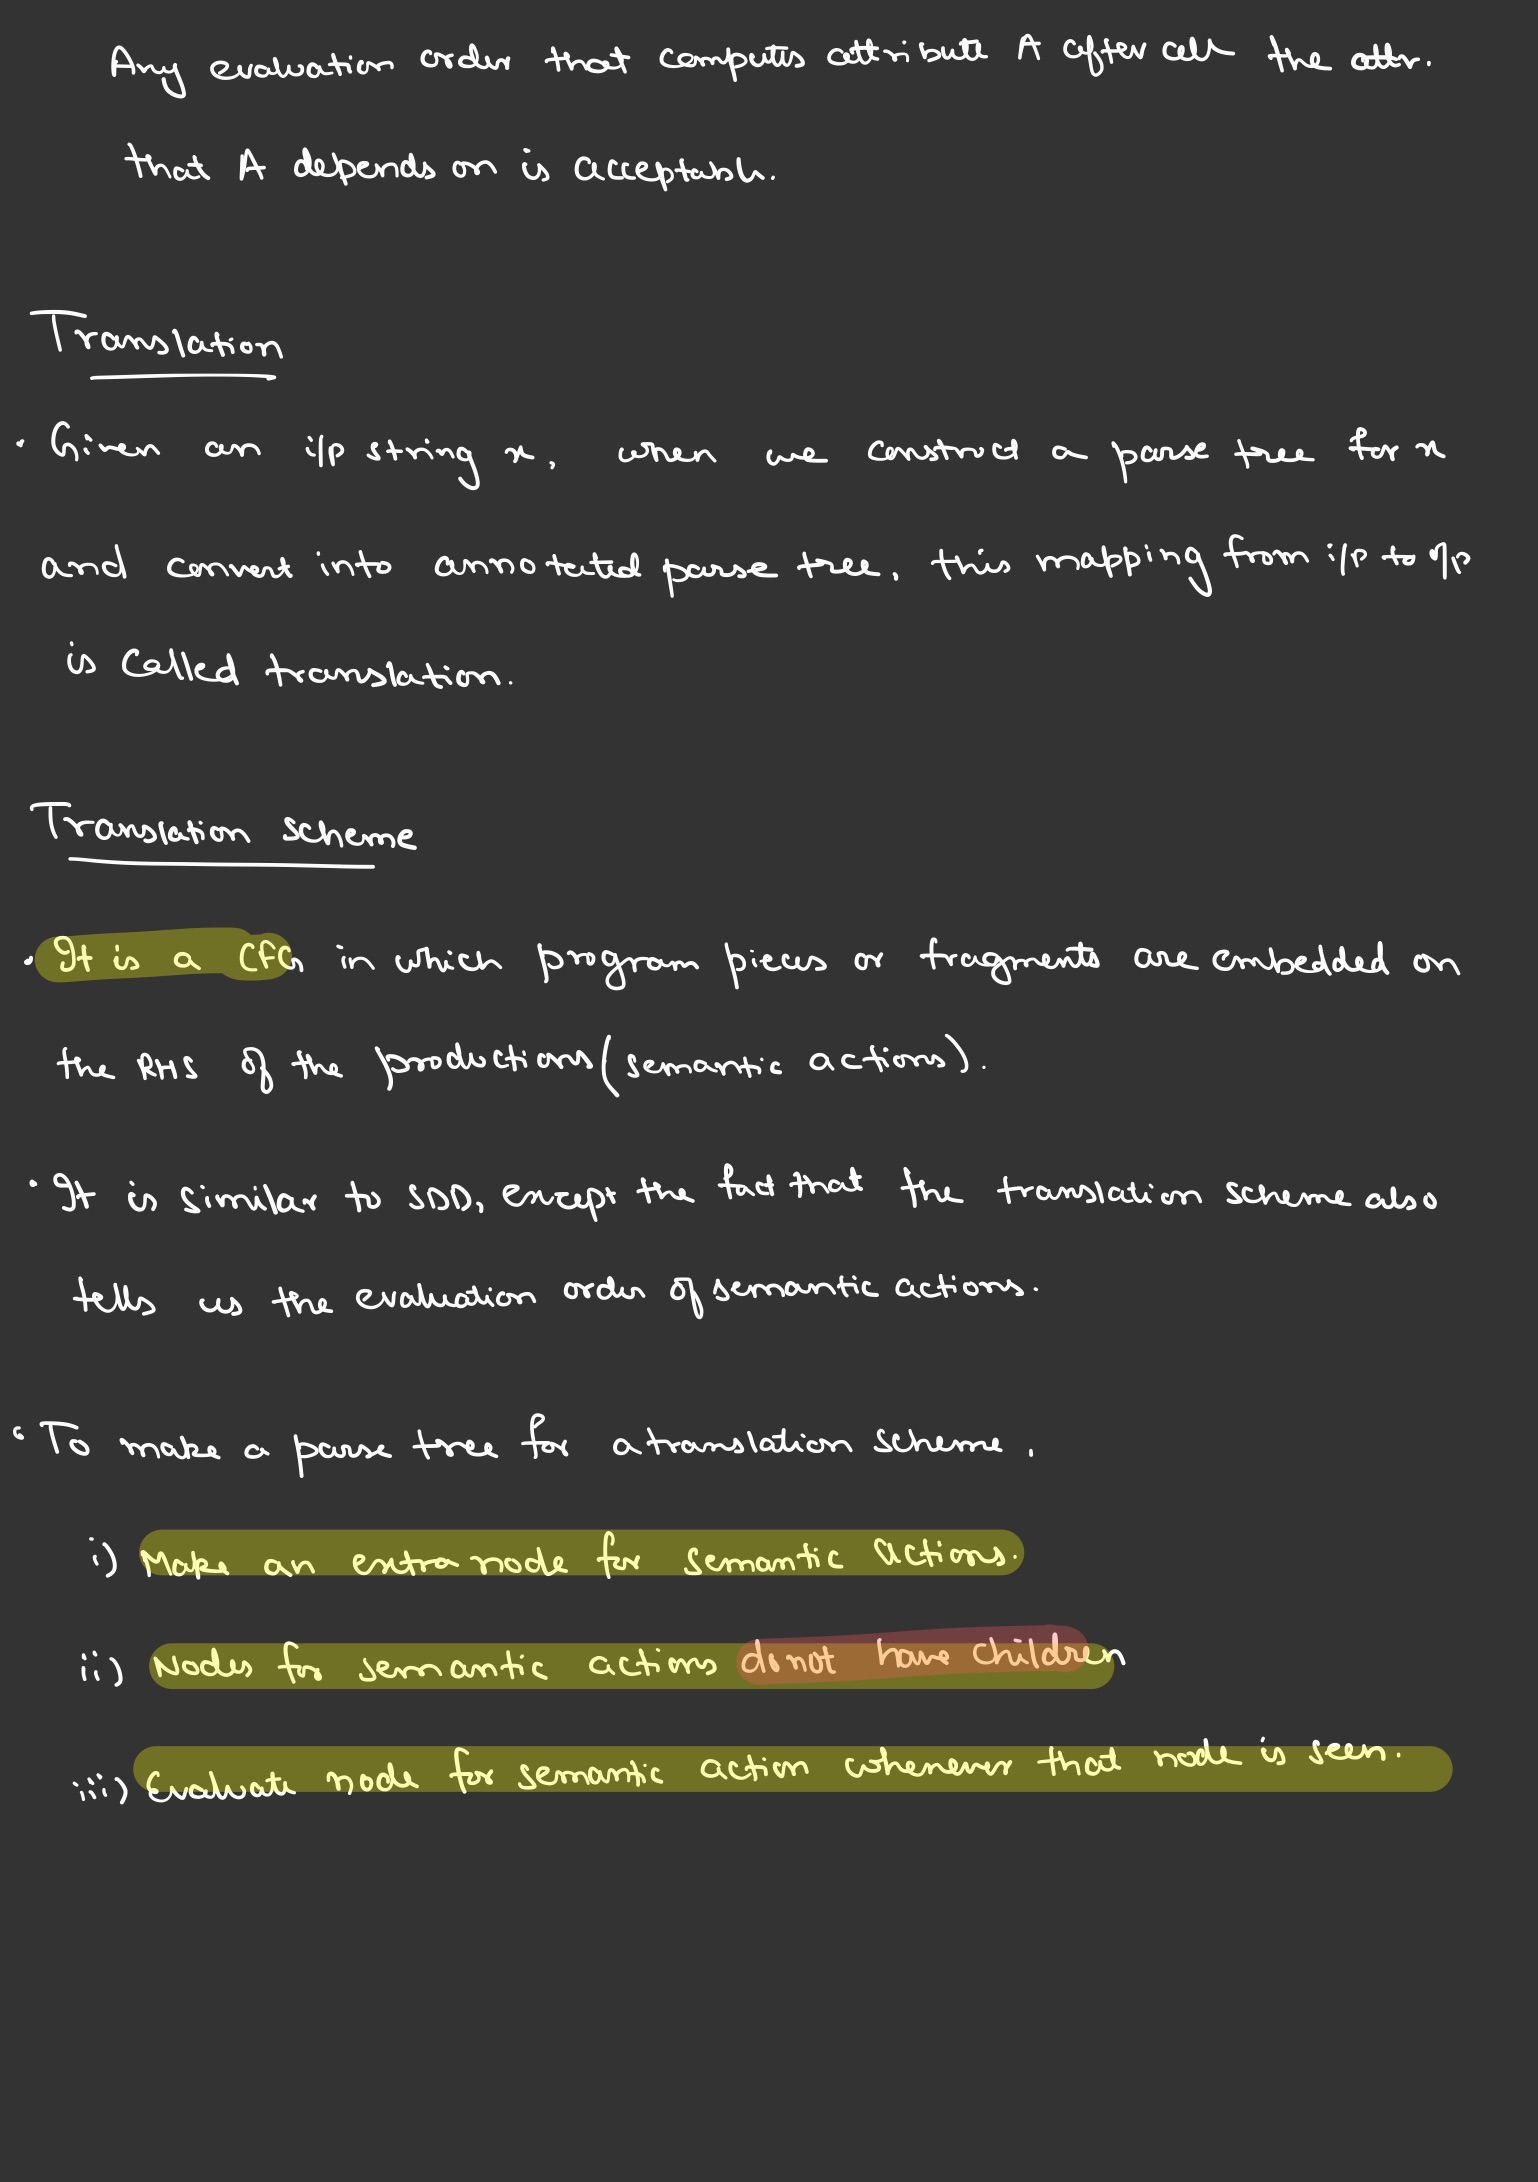 Any evaluation order that computes attribute A after all the attr.
that A depends on is acceptable.
Translation
· Given an i/p string x, when we construct a parse tree for x
and convert into annotated parse tree, this mapping from i/p to o/p
is called translation.
Translation scheme
· It is a CFG in which program pieces or fragments are embedded on
the RHS of the productions (semantic actions).
· It is similar to SDD, except the fact that the translation scheme also
tells us the evaluation order of semantic actions.
· To make a parse tree for a translation scheme,
i) Make an extra node for semantic actions.
ii) Nodes for semantic actions do not have children
iii) Evaluate node for semantic action whenever that node is seen.